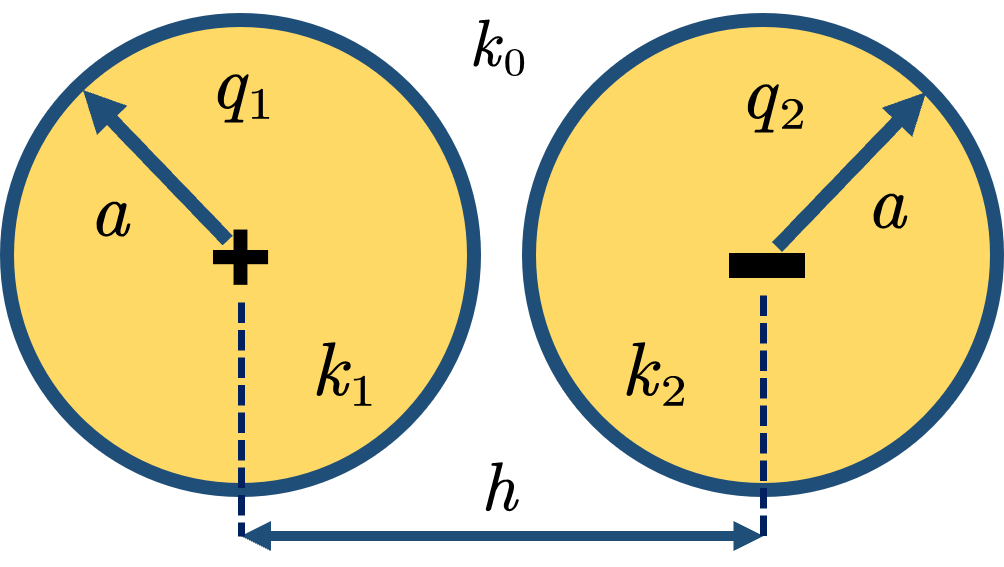 k₀
q₁
q₂
a
a
+
−
k₁
k₂
h